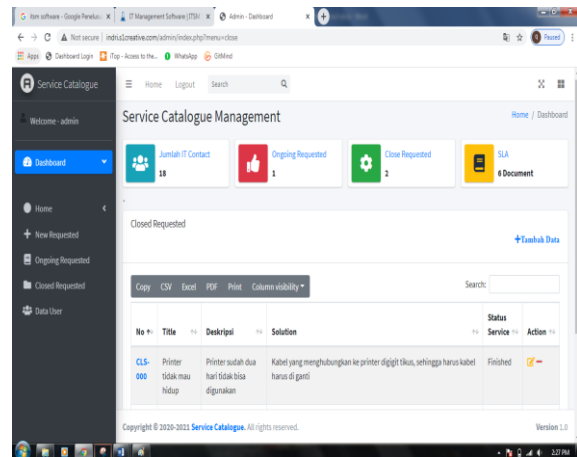 itsm software - Google Penelusu
IT Management Software (ITSM
Admin - Dashboard
Not secure | indria1creative.com/admin/index.php?menu=close
Paused
Apps
Dashboard Login
iTop - Access to the...
WhatsApp
GitMind
Service Catalogue
Home
Logout
Search
Welcome - admin
Service Catalogue Management
Home / Dashboard
Dashboard
Jumlah IT Contact
18
Ongoing Requested
1
Close Requested
2
SLA
6 Document
Home
New Requested
Ongoing Requested
Closed Requested
Data User
Closed Requested
+Tambah Data
Copy CSV Excel PDF Print Column visibility
Search:
No Title Deskripsi Solution Status Service Action
CLS-000
Printer tidak mau hidup
Printer sudah dua hari tidak bisa digunakan
Kabel yang menghubungkan ke printer digigit tikus, sehingga harus kabel harus di ganti
Finished
Copyright © 2020-2021 Service Catalogue. All rights reserved.
Version 1.0
2:27 PM